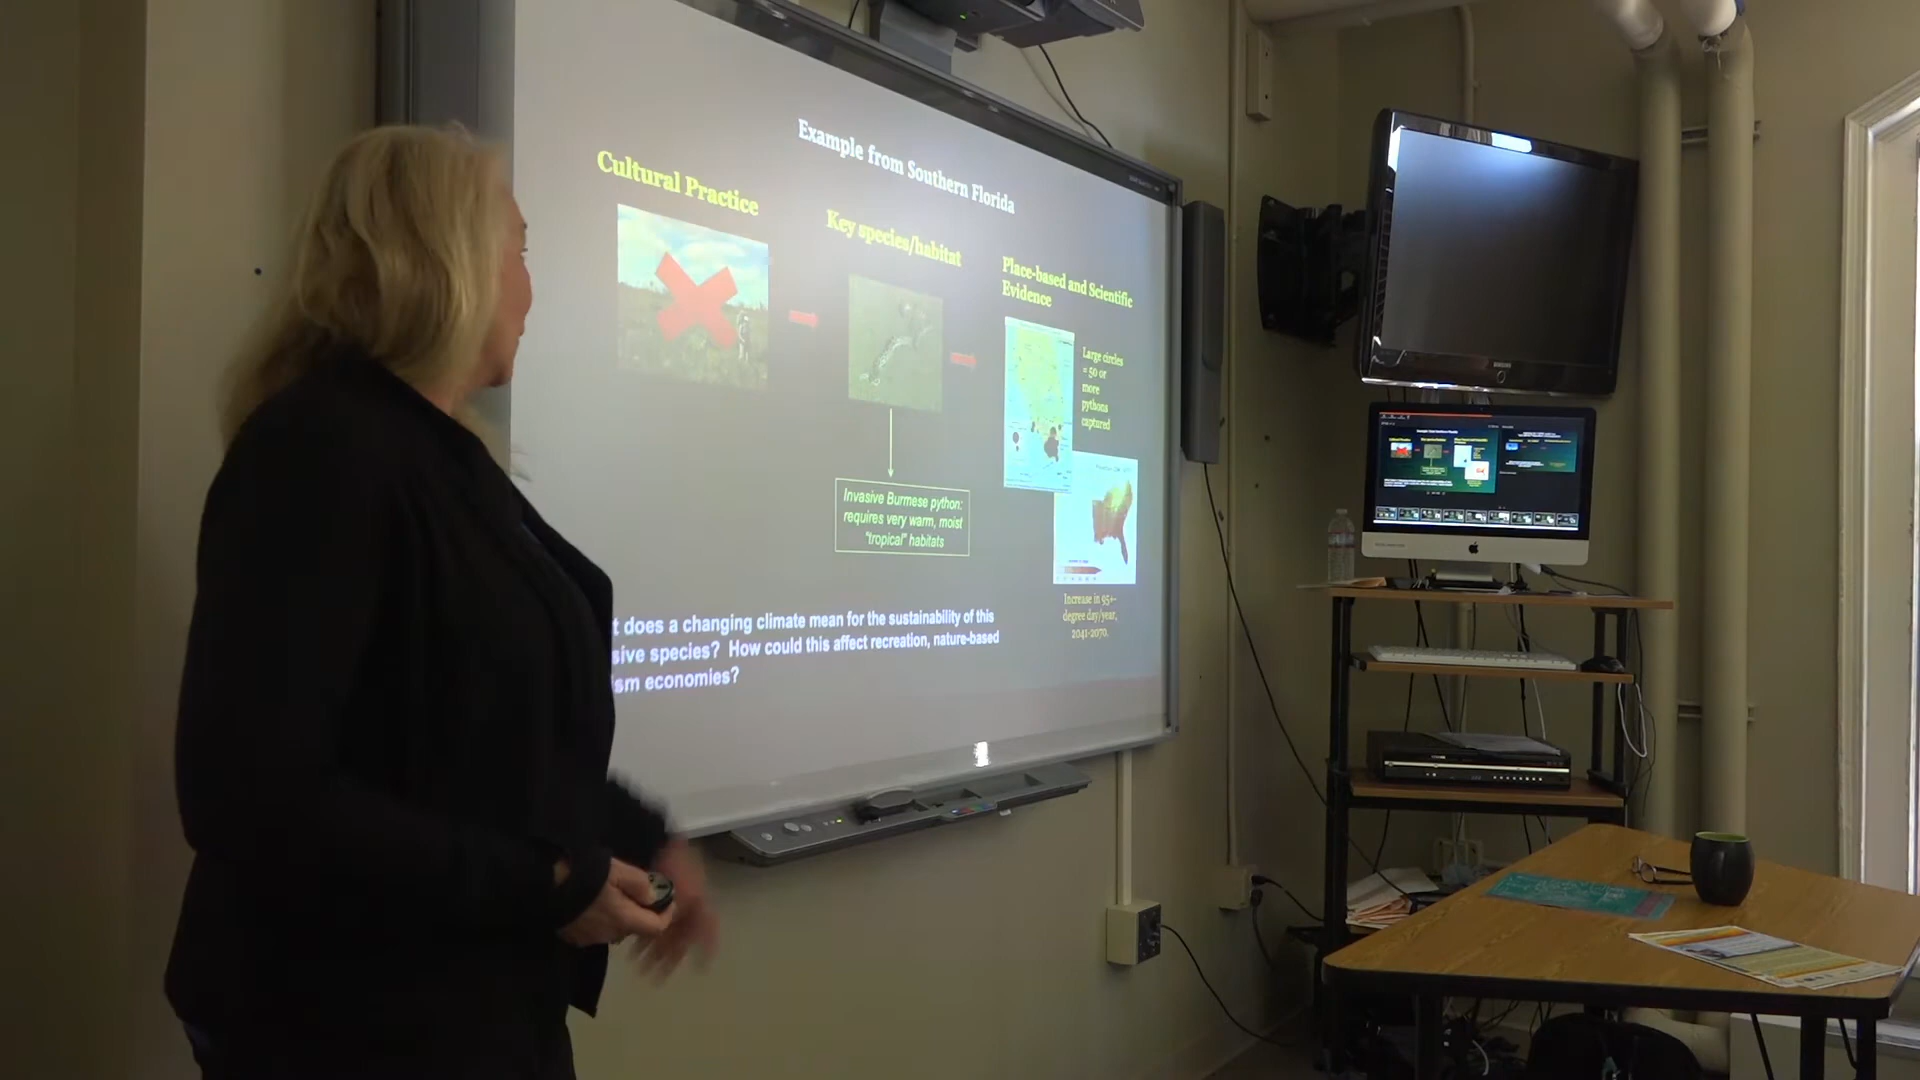 Example from Southern Florida
Cultural Practice
Key species/habitat
Place-based and Scientific
Evidence
Large circles
= 50 or
more
pythons
captured
Invasive Burmese python:
requires very warm, moist
"tropical" habitats
Increase in 95+-
degree day/year,
2041-2070.
t does a changing climate mean for the sustainability of this
sive species? How could this affect recreation, nature-based
ism economies?
SAMSUNG